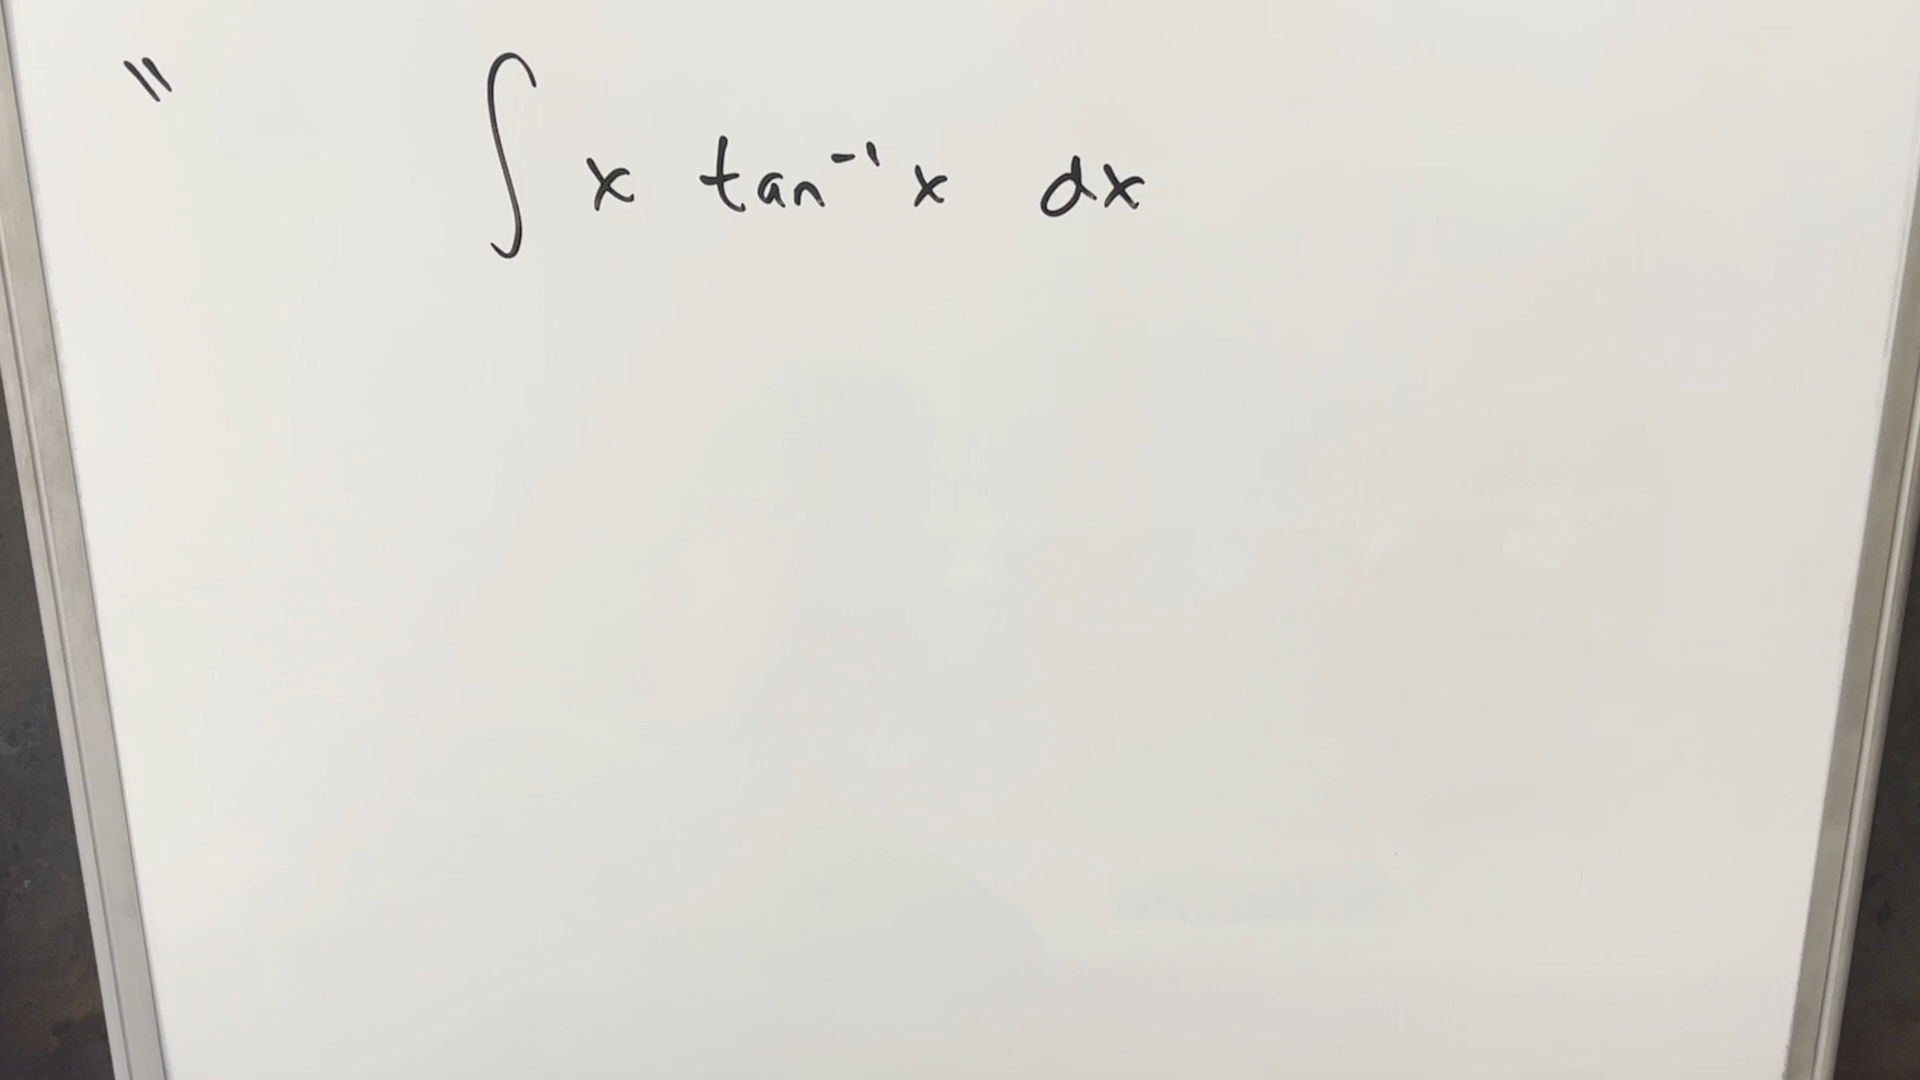 11 ∫ x tan⁻¹ x dx